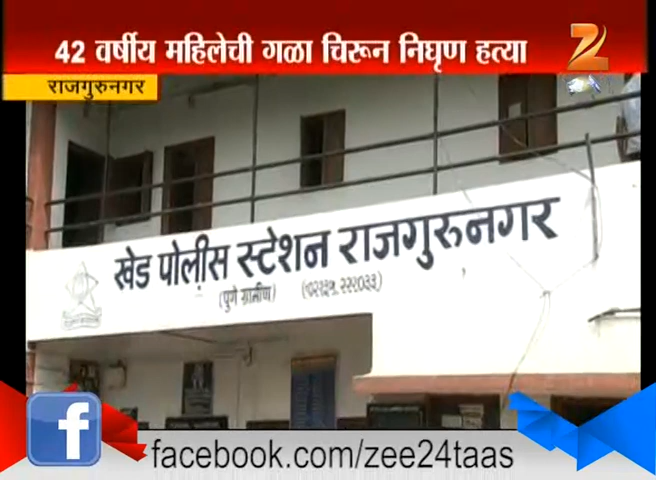 42 वर्षीय महिलेची गळा चिरून निघृण हत्या
राजगुरुनगर
खेड पोलीस स्टेशन राजगुरुनगर
(पुणे ग्रामीण)
facebook.com/zee24taas